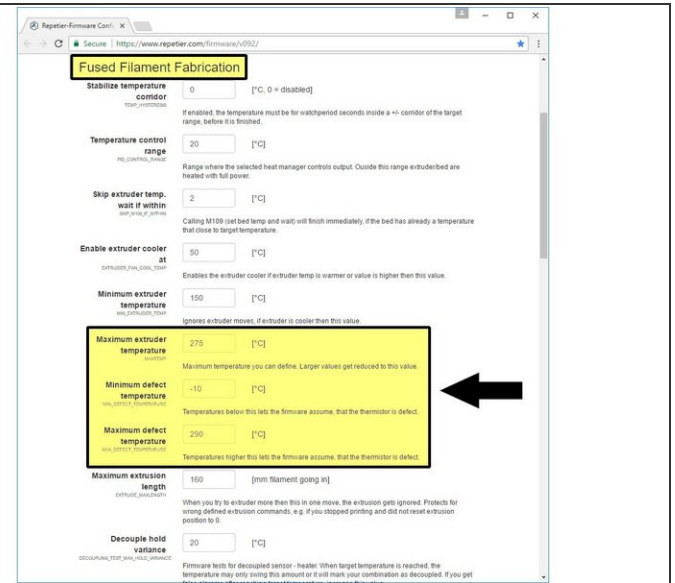 Repetier-Firmware Confi
Secure | https://www.repetier.com/firmware/v092/
Fused Filament Fabrication
Stabilize temperature
corridor
TEMP_HYSTERESIS
0 [°C, 0 = disabled]
If enabled, the temperature must be for watchperiod seconds inside a +/- corridor of the target
range, before it is finished.
Temperature control
range
PID_CONTROL_RANGE
20 [°C]
Range where the selected heat manager controls output. Ouside this range extruder/bed are
heated with full power.
Skip extruder temp.
wait if within
SKIP_M109_IF_WITHIN
2 [°C]
Calling M109 (set bed temp and wait) will finish immediately, if the bed has already a temperature
that close to target temperature.
Enable extruder cooler
at
EXTRUDER_FAN_COOL_TEMP
50 [°C]
Enables the extruder cooler if extruder temp is warmer or value is higher then this value.
Minimum extruder
temperature
MIN_EXTRUDER_TEMP
150 [°C]
Ignores extruder moves, if extruder is cooler then this value.
Maximum extruder
temperature
MAXTEMP
275 [°C]
Maximum temperature you can define. Larger values get reduced to this value.
Minimum defect
temperature
MIN_DEFECT_TEMPERATURE
-10 [°C]
Temperatures below this lets the firmware assume, that the thermistor is defect.
Maximum defect
temperature
MAX_DEFECT_TEMPERATURE
290 [°C]
Temperatures higher this lets the firmware assume, that the thermistor is defect.
Maximum extrusion
length
EXTRUDE_MAXLENGTH
160 [mm filament going in]
When you try to extruder more then this in one move, the extrusion gets ignored. Protects for
wrong defined extrusion commands, e.g. if you stopped printing and did not reset extrusion
position to 0.
Decouple hold
variance
DECOUPLING_TEST_MAX_HOLD_VARIANCE
20 [°C]
Firmware tests for decoupled sensor - heater. When target temperature is reached, the
temperature may only swing this amount or it will mark your combination as decoupled. If you get